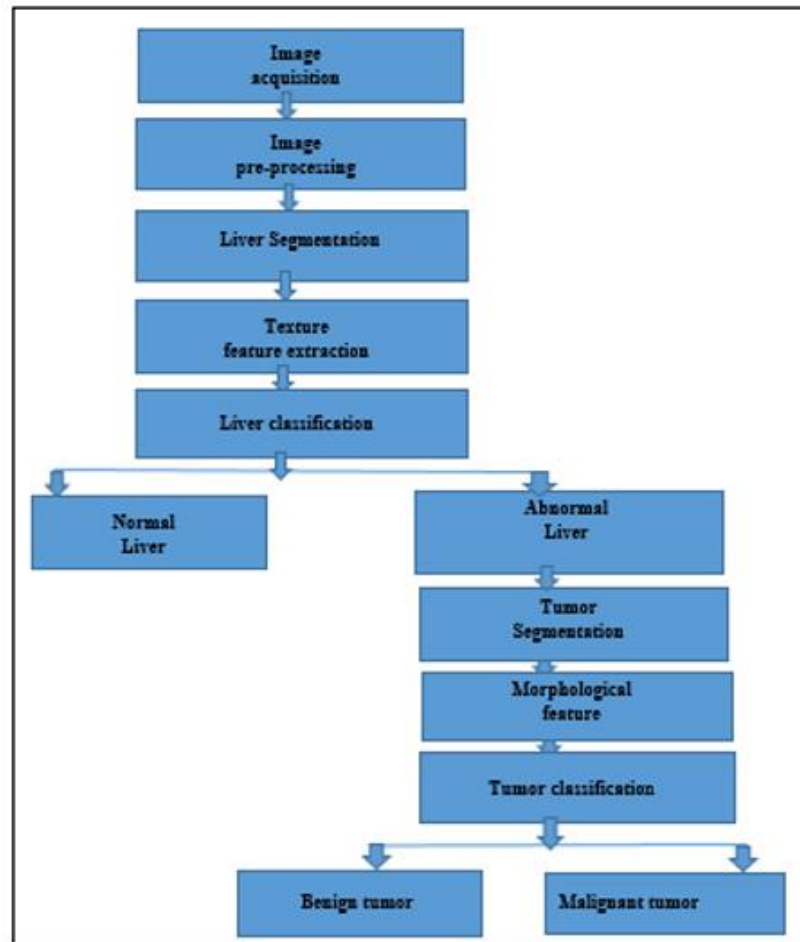 Image
acquisition
Image
pre-processing
Liver Segmentation
Texture
feature extraction
Liver classification
Normal
Liver
Abnormal
Liver
Tumor
Segmentation
Morphological
feature
Tumor classification
Benign tumor
Malignant tumor